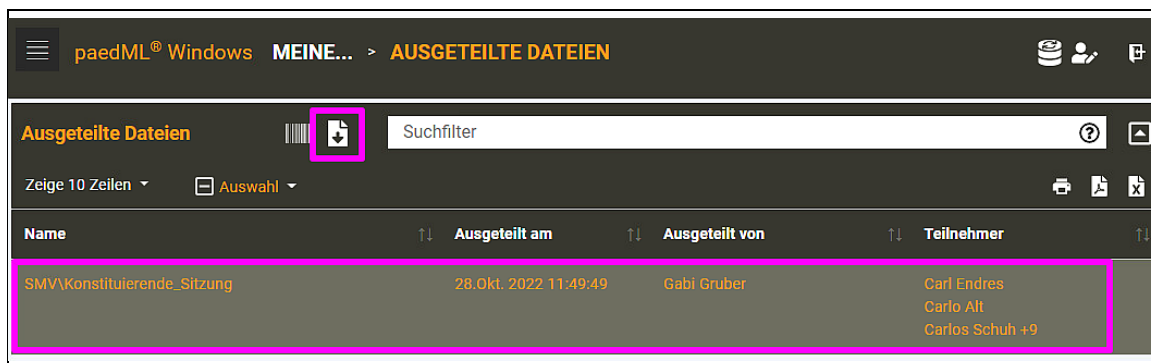 paedML® Windows MEINE... > AUSGETEILTE DATEIEN
Ausgeteilte Dateien Suchfilter
Zeige 10 Zeilen Auswahl
Name Ausgeteilt am Ausgeteilt von Teilnehmer
SMV\Konstituierende_Sitzung 28.Okt. 2022 11:49:49 Gabi Gruber Carl Endres
Carlo Alt
Carlos Schuh +9